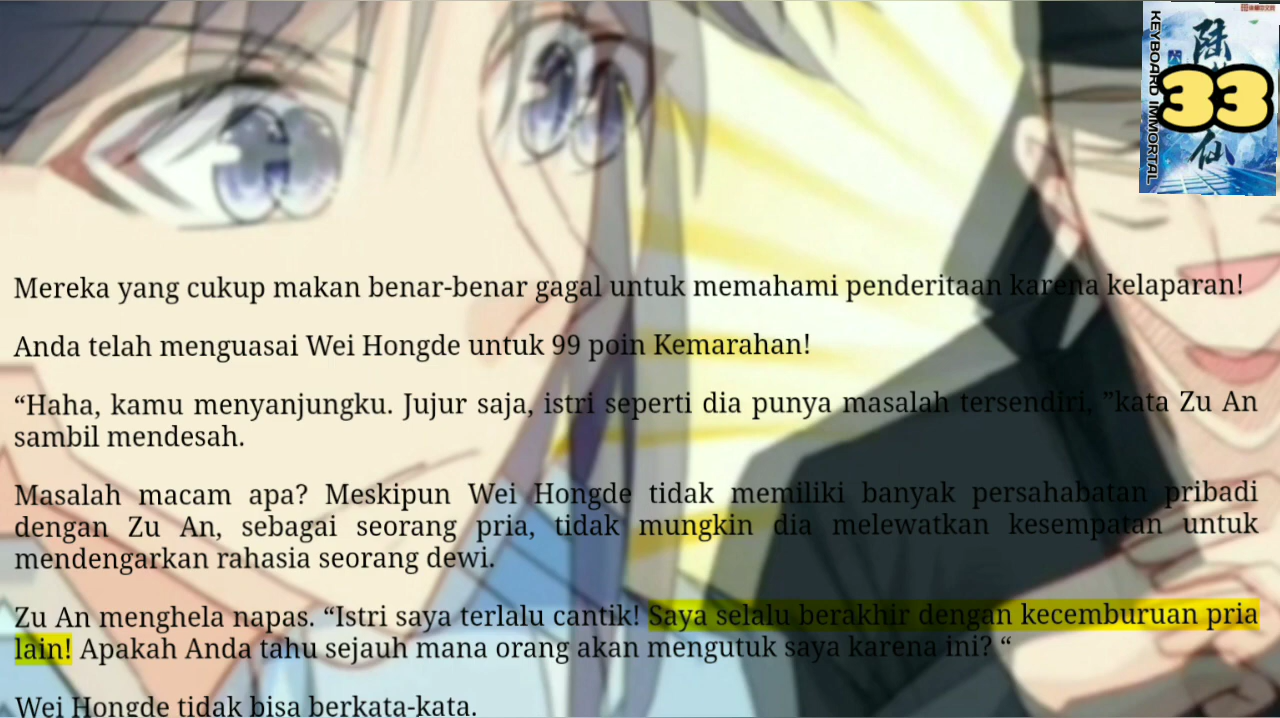 陆
仙
KEYBOARD IMMORTAL
33
Mereka yang cukup makan benar-benar gagal untuk memahami penderitaan karena kelaparan!
Anda telah menguasai Wei Hongde untuk 99 poin Kemarahan!
“Haha, kamu menyanjungku. Jujur saja, istri seperti dia punya masalah tersendiri, ”kata Zu An
sambil mendesah.
Masalah macam apa? Meskipun Wei Hongde tidak memiliki banyak persahabatan pribadi
dengan Zu An, sebagai seorang pria, tidak mungkin dia melewatkan kesempatan untuk
mendengarkan rahasia seorang dewi.
Zu An menghela napas. “Istri saya terlalu cantik! Saya selalu berakhir dengan kecemburuan pria
lain! Apakah Anda tahu sejauh mana orang akan mengutuk saya karena ini? “
Wei Hongde tidak bisa berkata-kata.